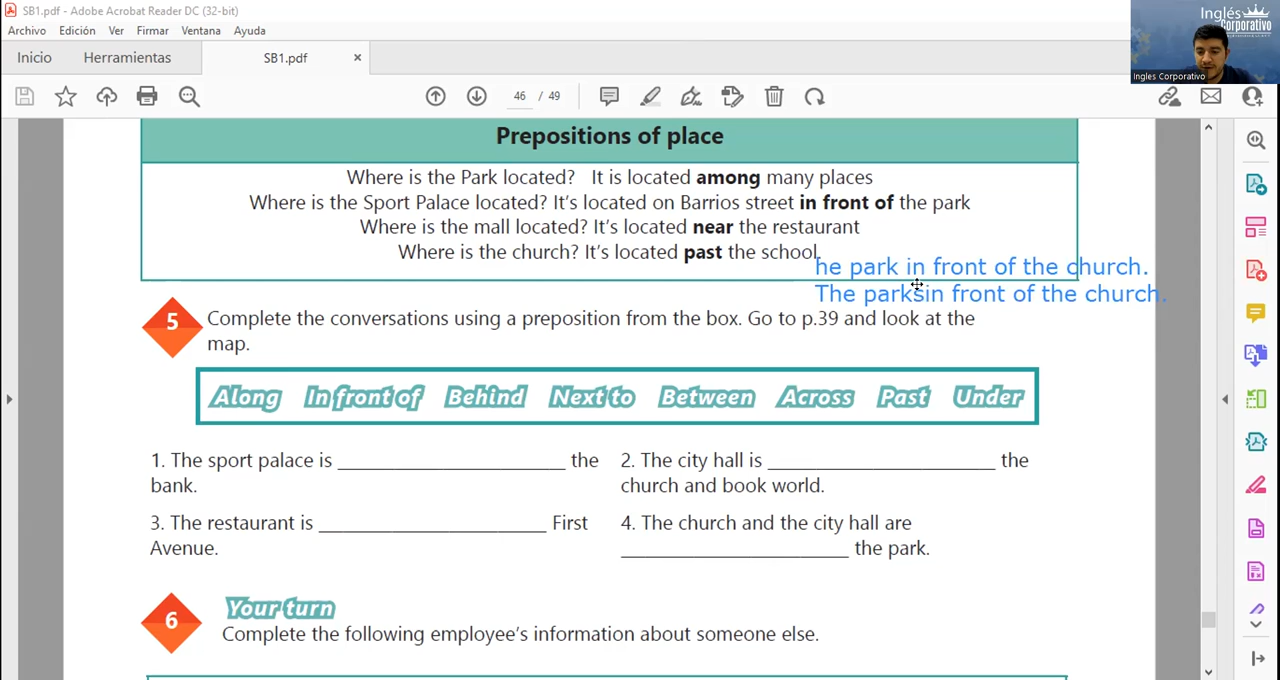 SB1.pdf - Adobe Acrobat Reader DC (32-bit)
Archivo Edición Ver Firmar Ventana Ayuda
Inicio Herramientas SB1.pdf ×
46 / 49
Inglés
Corporativo
Ingles Corporativo
Prepositions of place
Where is the Park located? It is located among many places
Where is the Sport Palace located? It’s located on Barrios street in front of the park
Where is the mall located? It’s located near the restaurant
Where is the church? It’s located past the school.
he park in front of the church.
The parksin front of the church.
5 Complete the conversations using a preposition from the box. Go to p.39 and look at the
map.
Along In front of Behind Next to Between Across Past Under
1. The sport palace is ______________________ the
bank.
2. The city hall is ______________________ the
church and book world.
3. The restaurant is ______________________ First
Avenue.
4. The church and the city hall are
______________________ the park.
6 Your turn
Complete the following employee’s information about someone else.